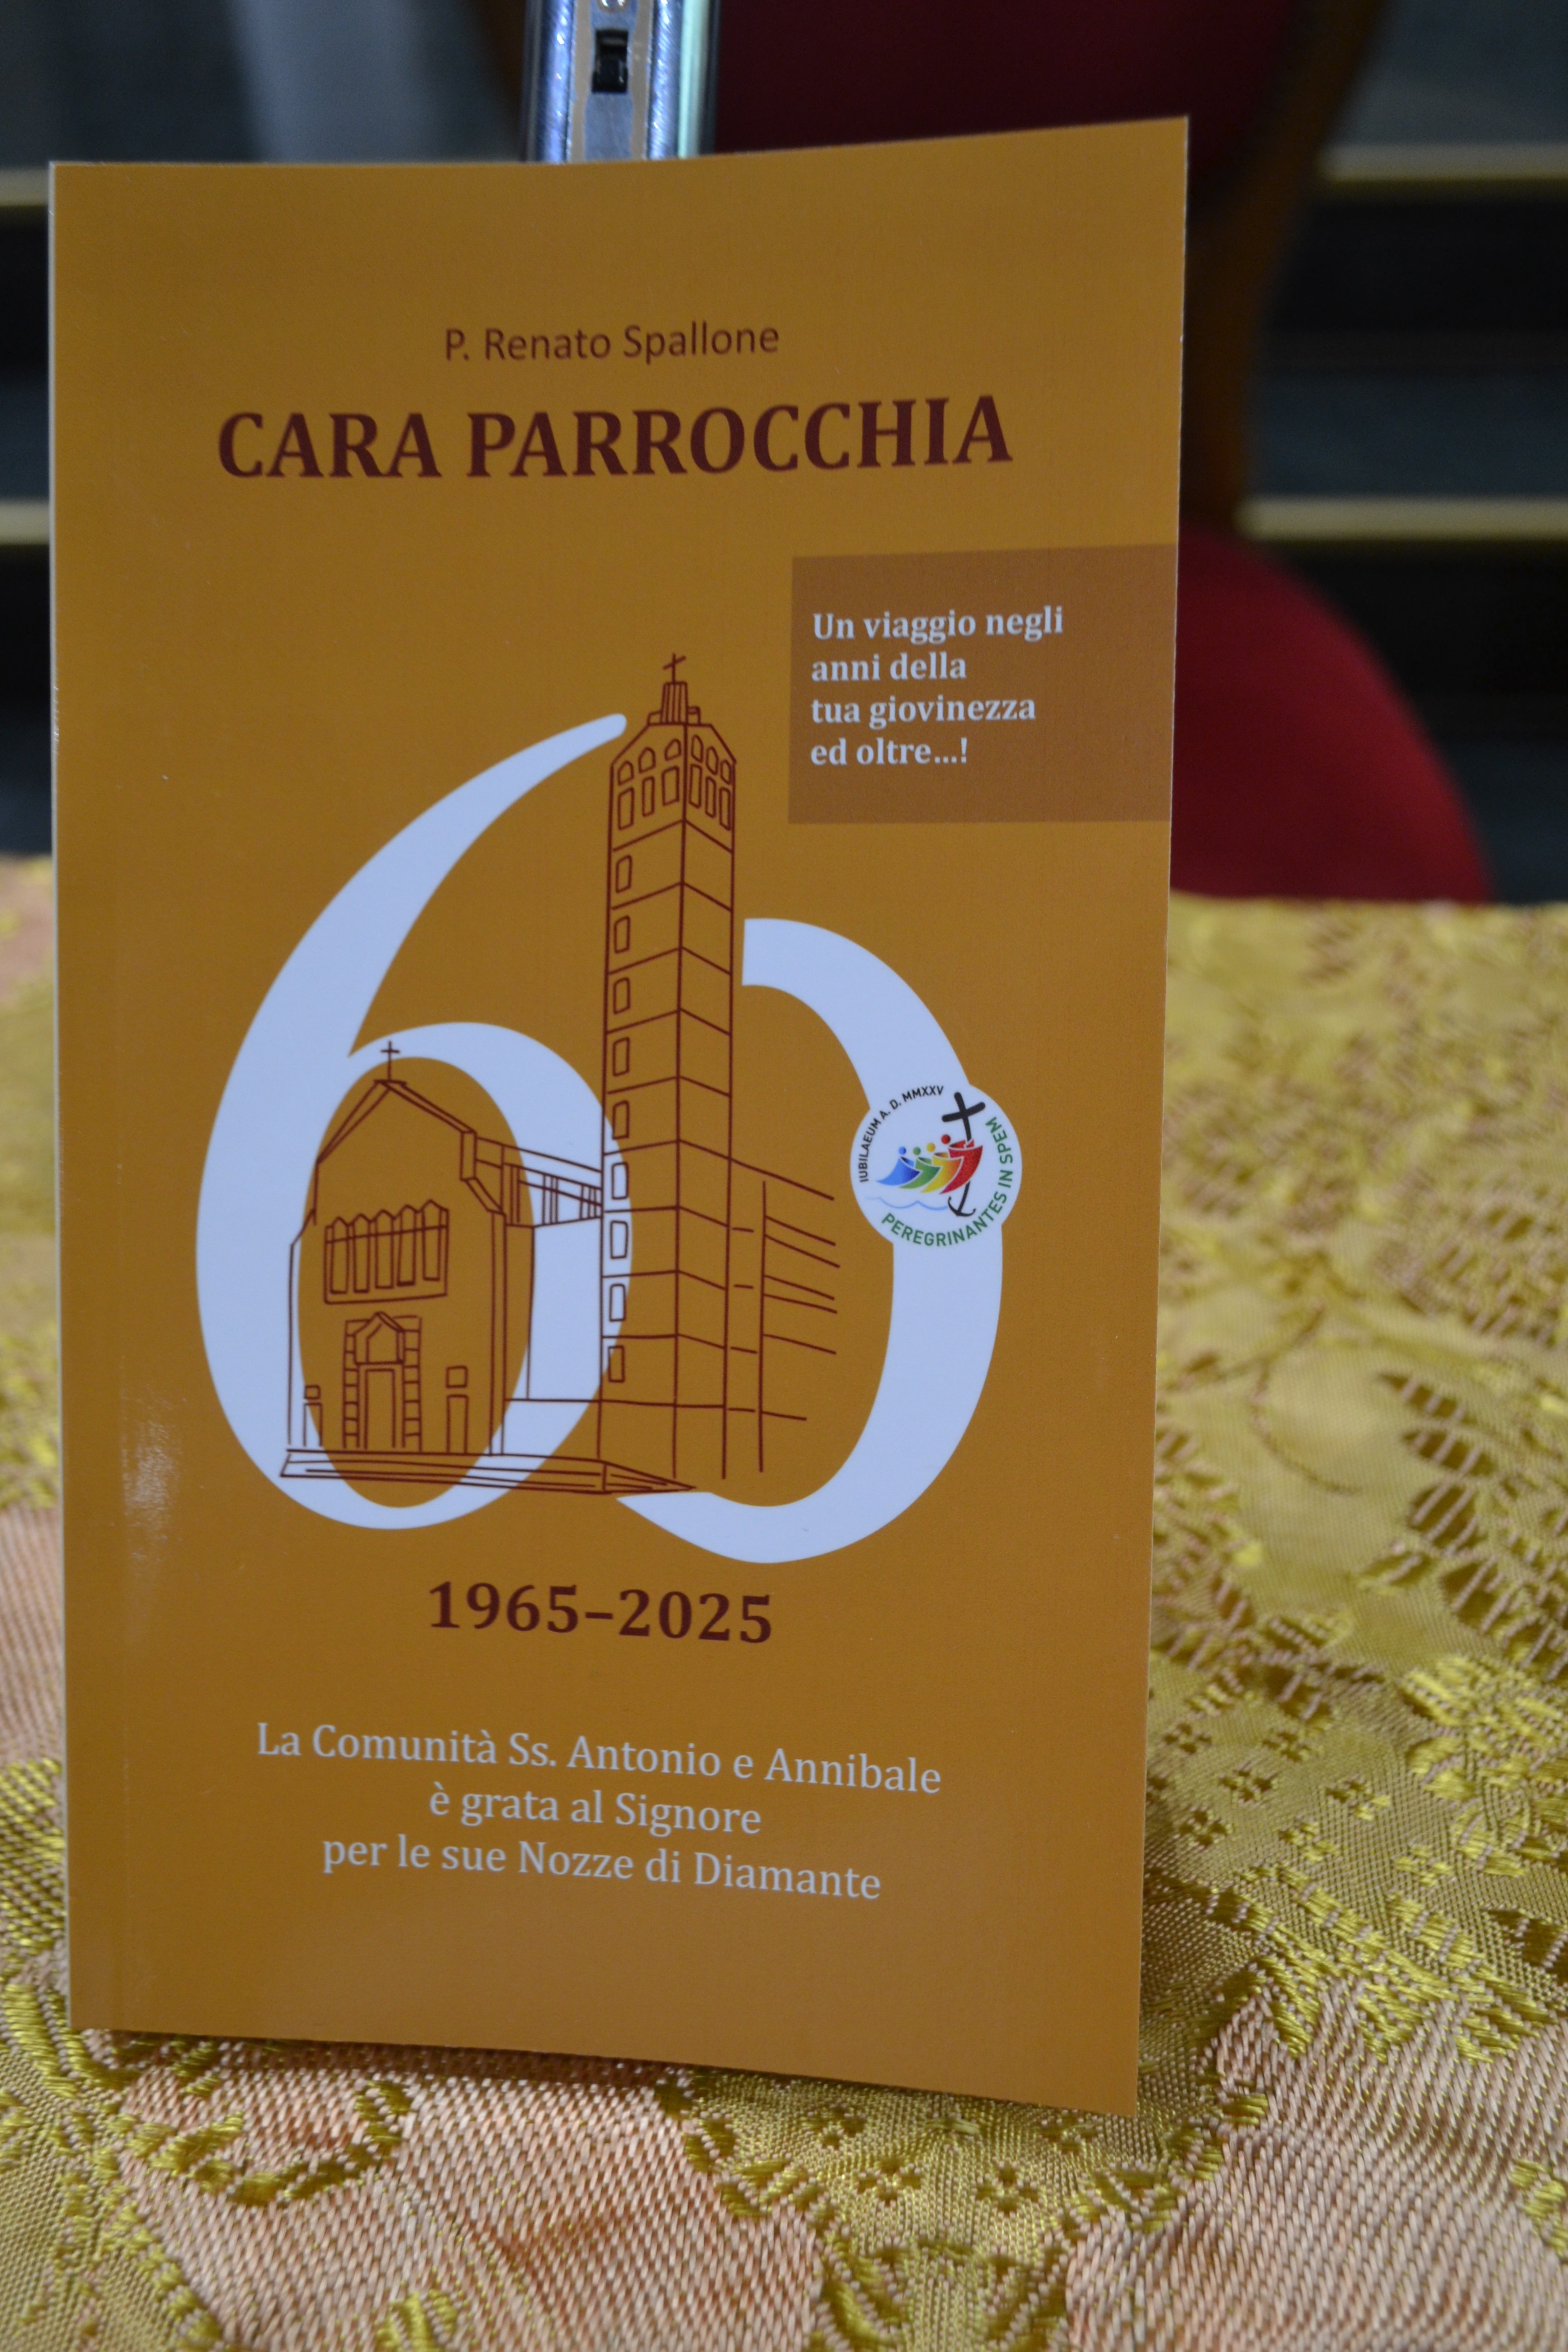 P. Renato Spallone
CARA PARROCCHIA
Un viaggio negli
anni della
tua giovinezza
ed oltre...!
60
IUBILAEUM A. D. MMXXV
PEREGRINANTES IN SPEM
1965–2025
La Comunità Ss. Antonio e Annibale
è grata al Signore
per le sue Nozze di Diamante